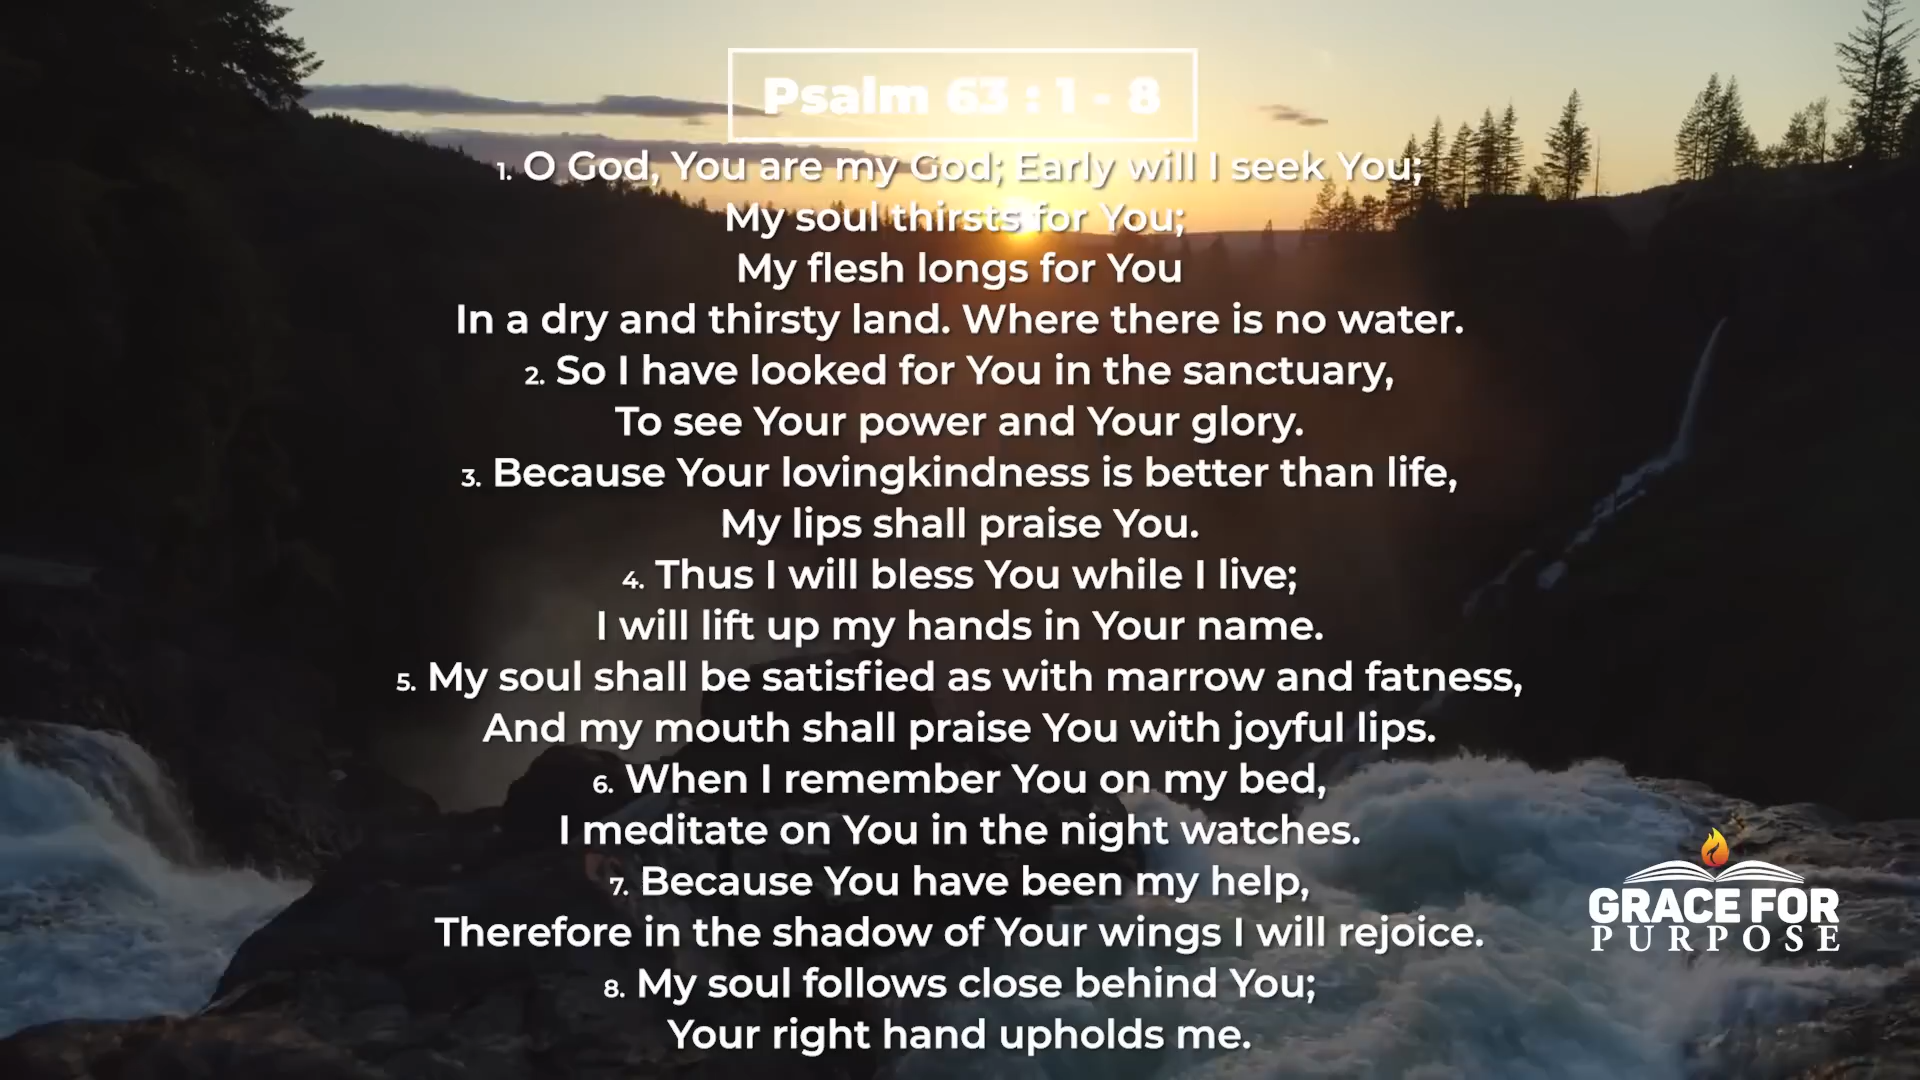 Psalm 63 : 1 - 8
1. O God, You are my God; Early will I seek You;
My soul thirsts for You;
My flesh longs for You
In a dry and thirsty land. Where there is no water.
2. So I have looked for You in the sanctuary,
To see Your power and Your glory.
3. Because Your lovingkindness is better than life,
My lips shall praise You.
4. Thus I will bless You while I live;
I will lift up my hands in Your name.
5. My soul shall be satisfied as with marrow and fatness,
And my mouth shall praise You with joyful lips.
6. When I remember You on my bed,
I meditate on You in the night watches.
7. Because You have been my help,
Therefore in the shadow of Your wings I will rejoice.
8. My soul follows close behind You;
Your right hand upholds me.
GRACE FOR
PURPOSE